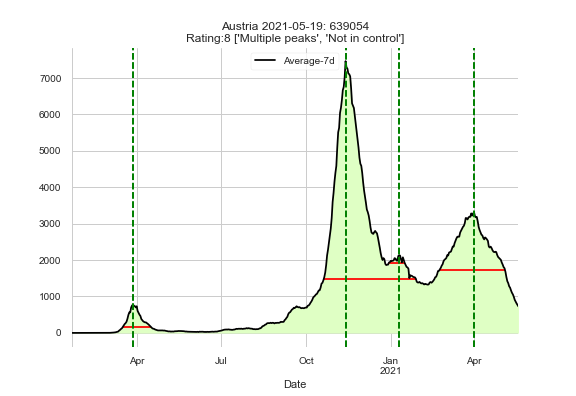 Austria 2021-05-19: 639054
Rating:8 ['Multiple peaks', 'Not in control']
Average-7d
7000
6000
5000
4000
3000
2000
1000
0
Apr
Jul
Oct
Jan
2021
Apr
Date